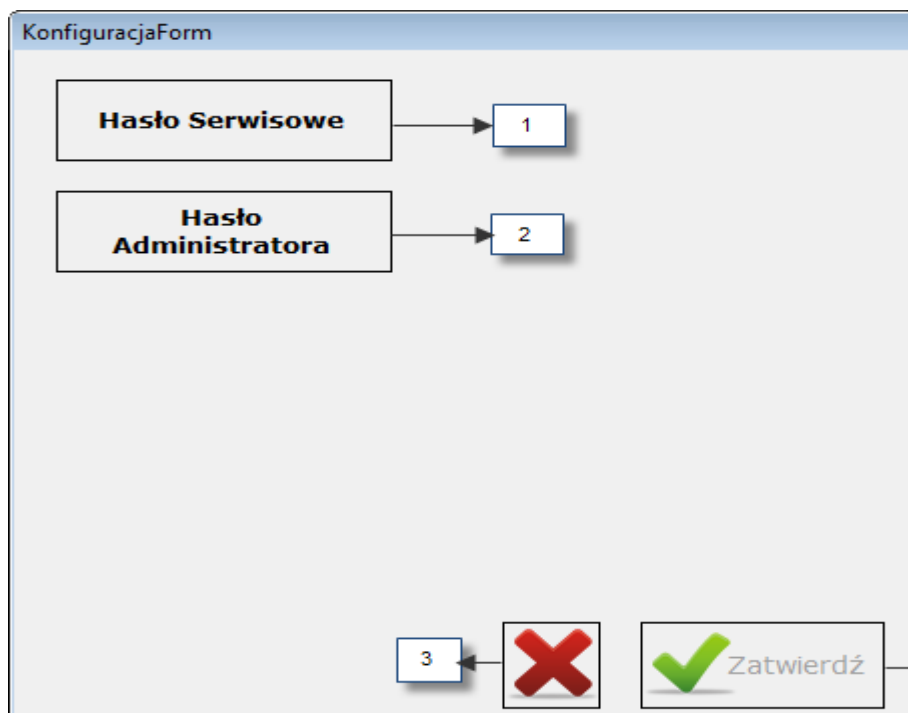 KonfiguracjaForm
Hasło Serwisowe
1
Hasło
Administratora
2
3
Zatwierdź